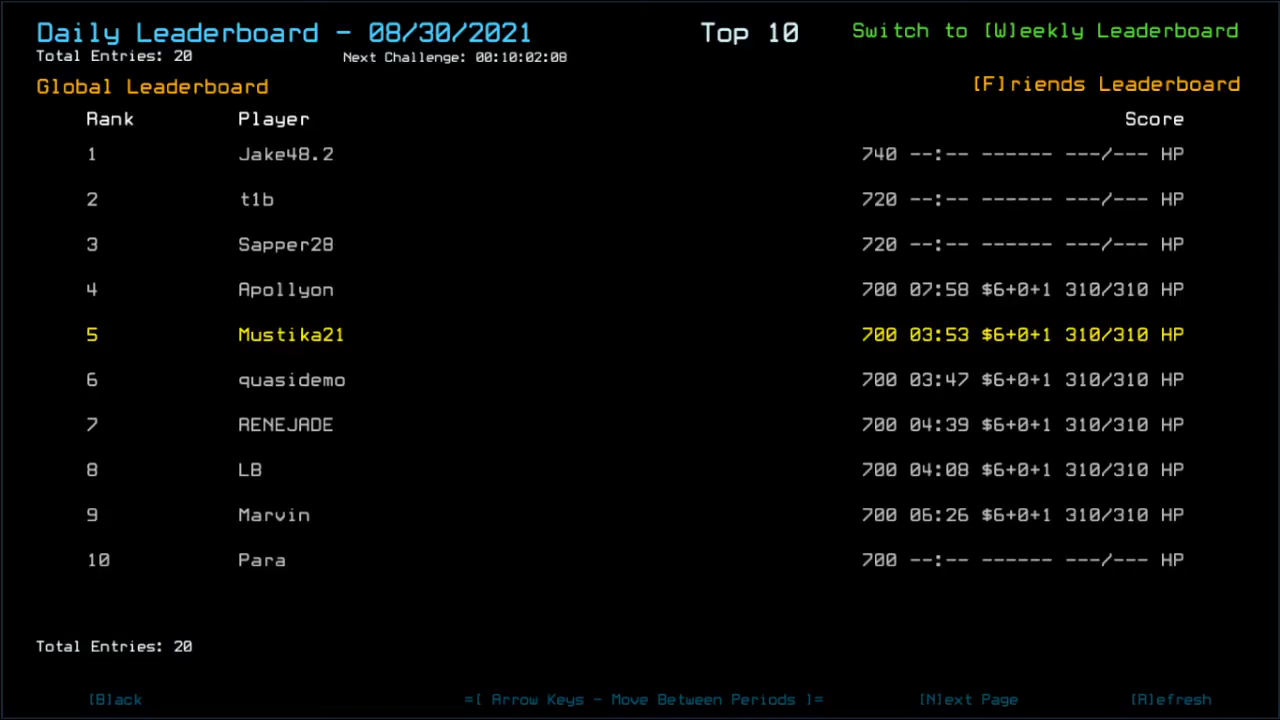 Daily Leaderboard - 08/30/2021 Top 10 Switch to [W]eekly Leaderboard
Total Entries: 20 Next Challenge: 00:10:02:08
Global Leaderboard [F]riends Leaderboard
Rank Player Score
1 Jake48.2 740 --:-- ------ ---/--- HP
2 t1b 720 --:-- ------ ---/--- HP
3 Sapper28 720 --:-- ------ ---/--- HP
4 Apollyon 700 07:58 $6+0+1 310/310 HP
5 Mustika21 700 03:53 $6+0+1 310/310 HP
6 quasidemo 700 03:47 $6+0+1 310/310 HP
7 RENEJADE 700 04:39 $6+0+1 310/310 HP
8 LB 700 04:08 $6+0+1 310/310 HP
9 Marvin 700 06:26 $6+0+1 310/310 HP
10 Para 700 --:-- ------ ---/--- HP
Total Entries: 20
[B]ack =[ Arrow Keys - Move Between Periods ]= [N]ext Page [R]efresh